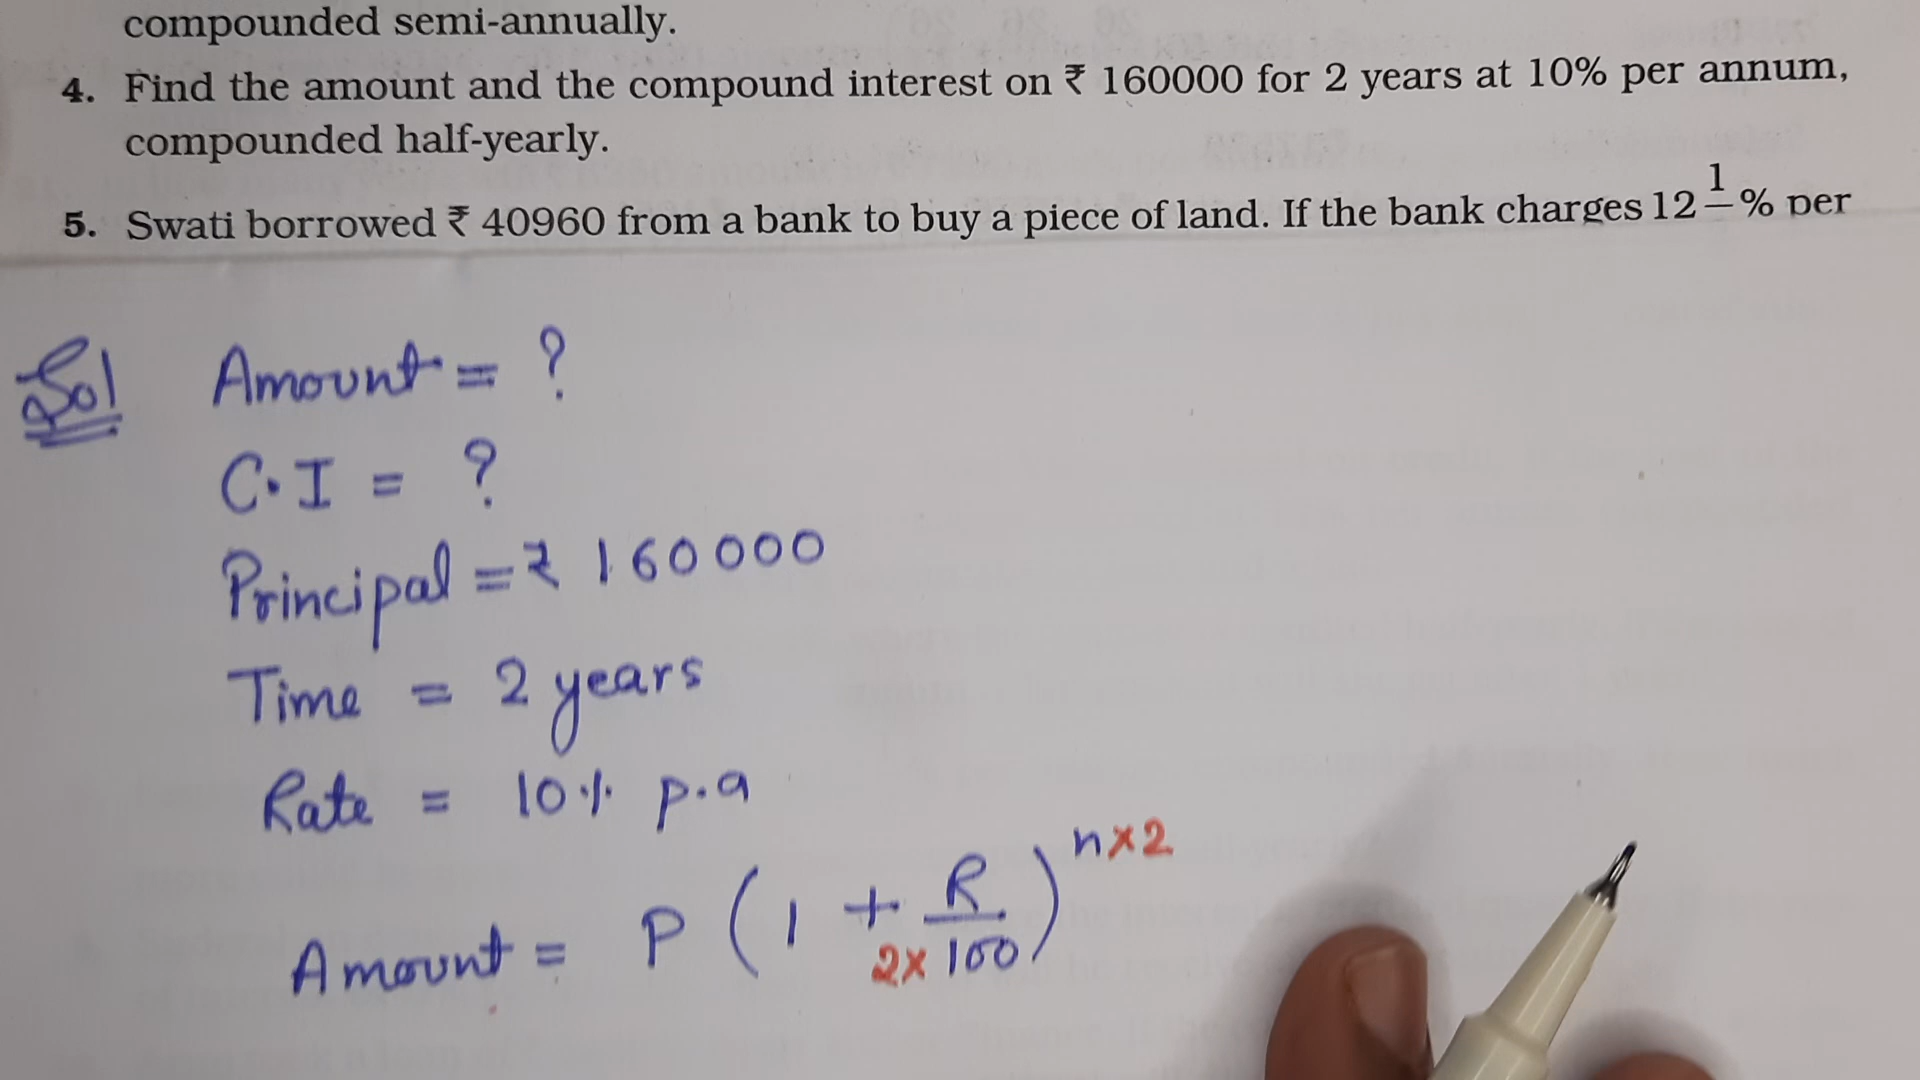 compounded semi-annually.
4. Find the amount and the compound interest on ₹ 160000 for 2 years at 10% per annum,
compounded half-yearly.
5. Swati borrowed ₹ 40960 from a bank to buy a piece of land. If the bank charges 12 1/ % per
Sol Amount = ?
C.I = ?
Principal = ₹ 160000
Time = 2 years
Rate = 10% p.a
Amount = P (1 + R/2×100)^n×2